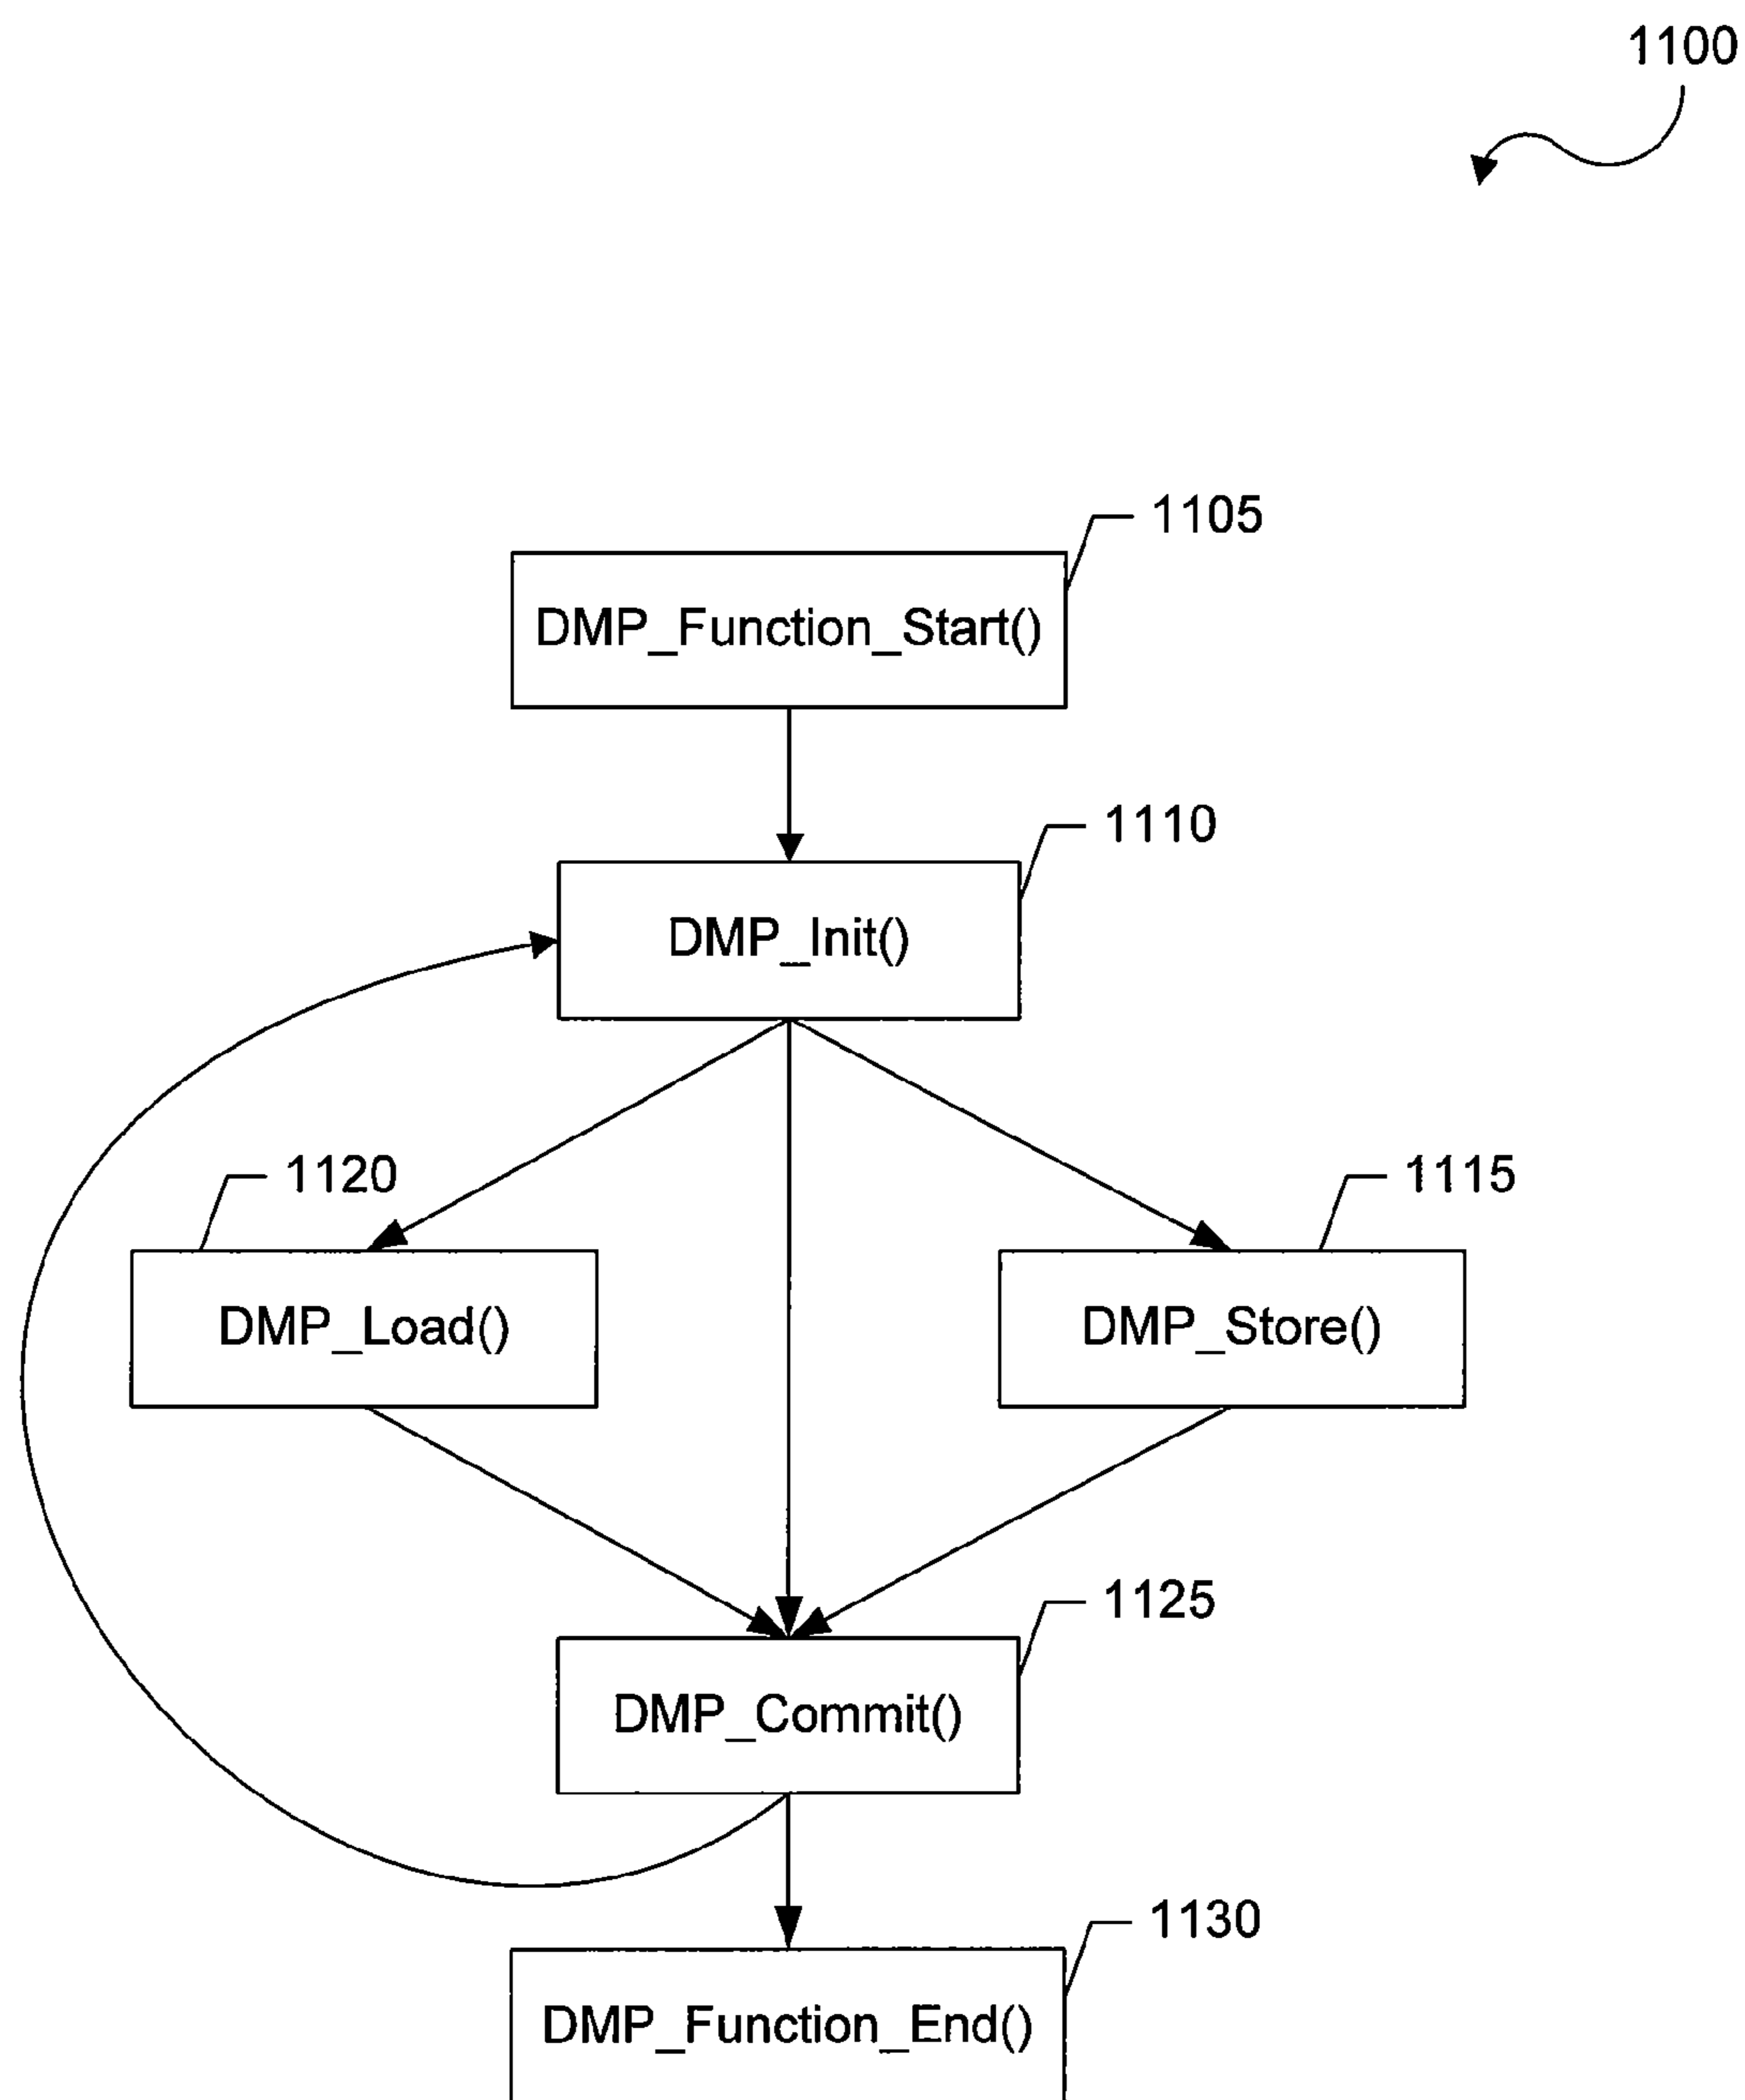 1100
1105
DMP_Function_Start()
1110
DMP_Init()
1120
1115
DMP_Load()
DMP_Store()
1125
DMP_Commit()
1130
DMP_Function_End()